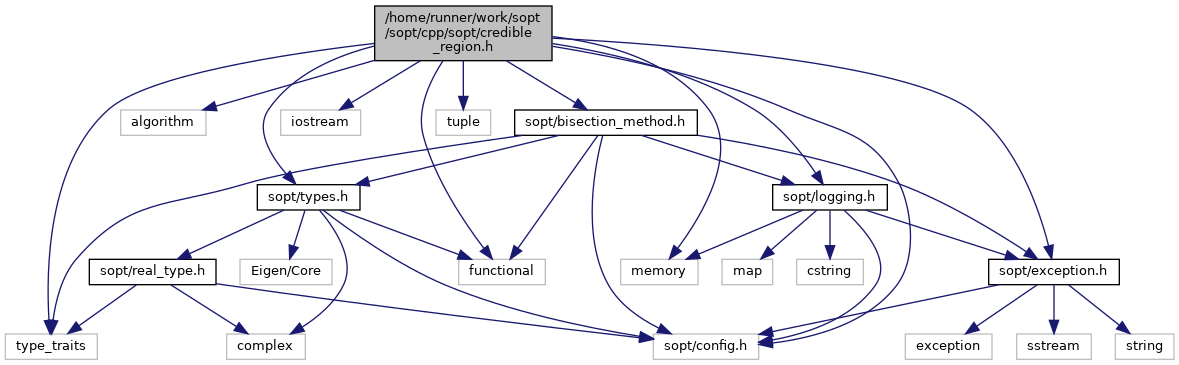 /home/runner/work/sopt
/sopt/cpp/sopt/credible
_region.h
algorithm
iostream
tuple
sopt/bisection_method.h
sopt/types.h
sopt/logging.h
sopt/real_type.h
Eigen/Core
functional
memory
map
cstring
sopt/exception.h
type_traits
complex
sopt/config.h
exception
sstream
string